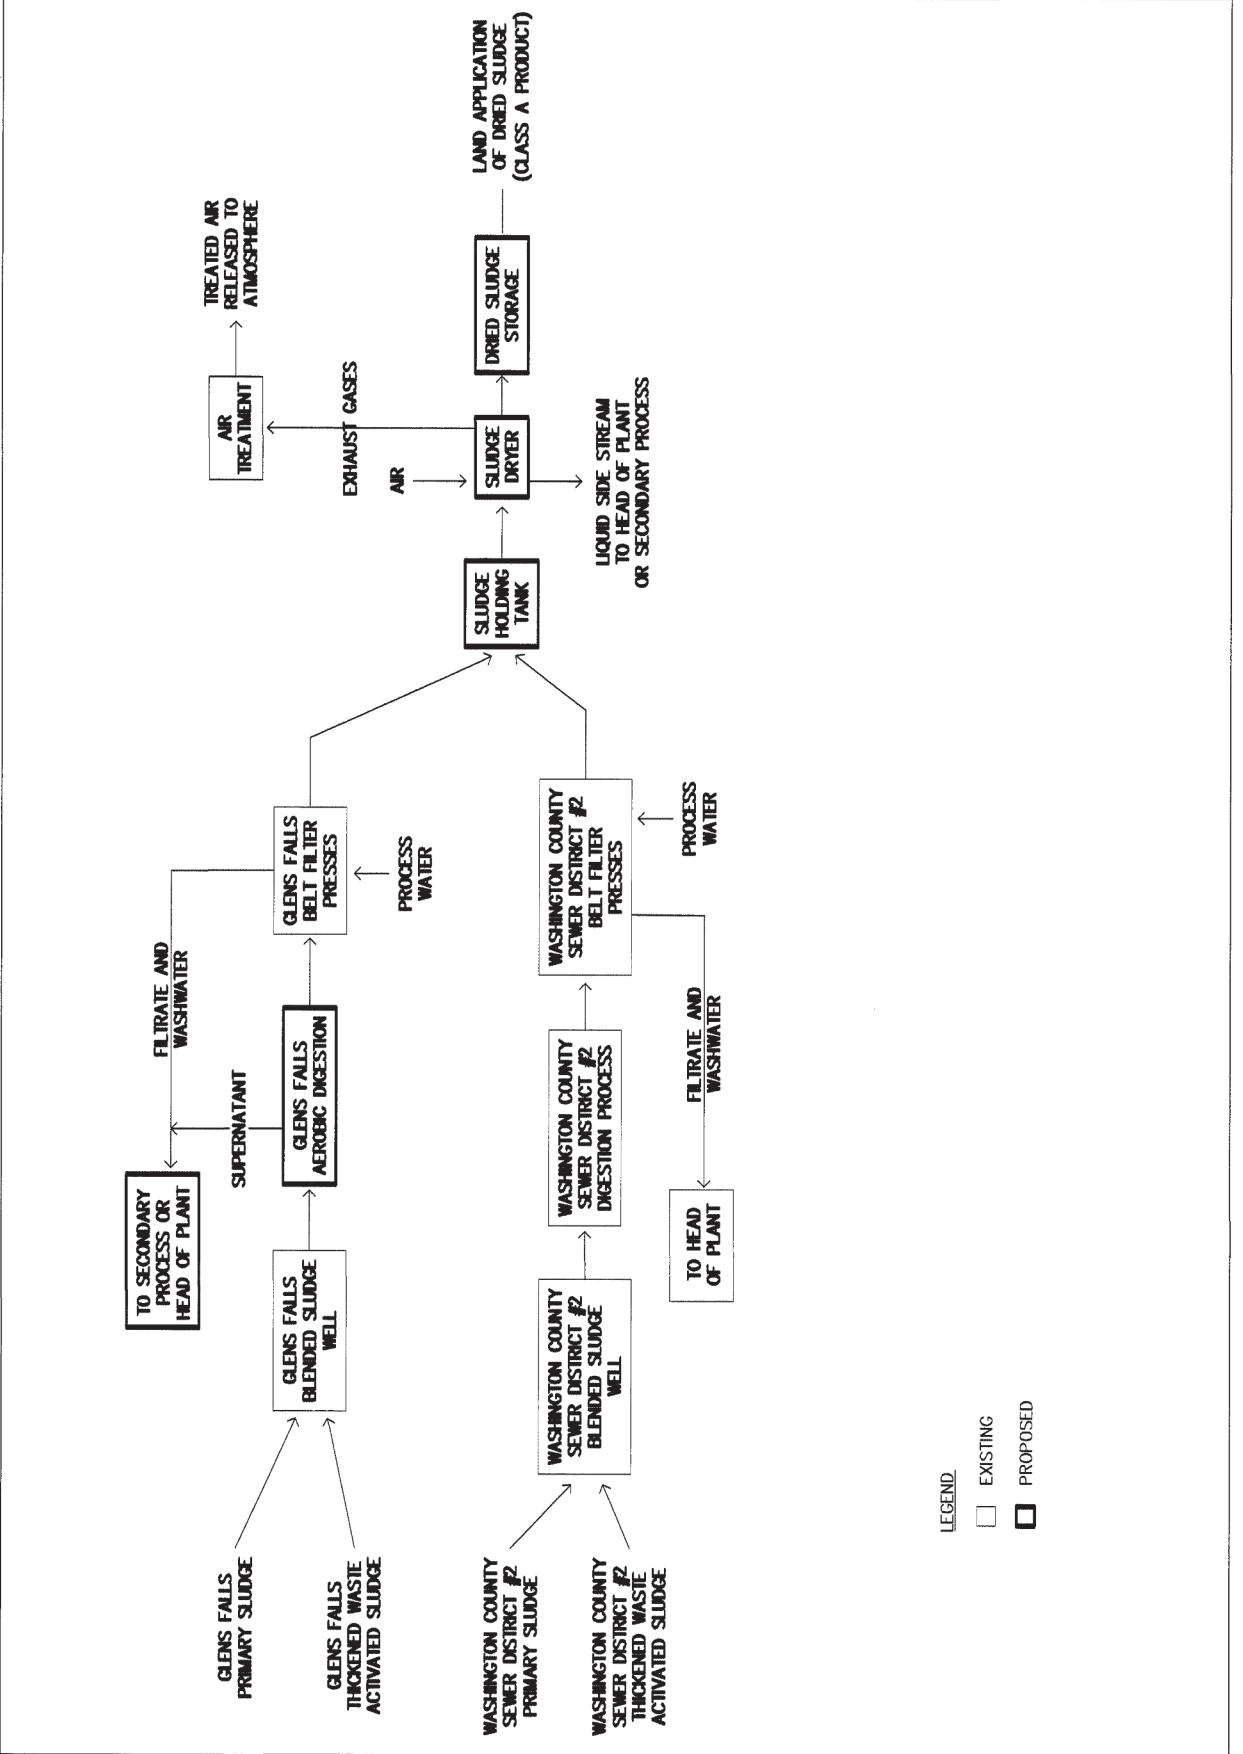 GLENS FALLS
PRIMARY SLUDGE
GLENS FALLS
THICKENED WASTE
ACTIVATED SLUDGE
GLENS FALLS
BLENDED SLUDGE
WELL
TO SECONDARY
PROCESS OR
HEAD OF PLANT
SUPERNATANT
GLENS FALLS
AEROBIC DIGESTION
FILTRATE AND
WASHWATER
GLENS FALLS
BELT FILTER
PRESSES
PROCESS
WATER
WASHINGTON COUNTY
SEWER DISTRICT #2
PRIMARY SLUDGE
WASHINGTON COUNTY
SEWER DISTRICT #2
THICKENED WASTE
ACTIVATED SLUDGE
WASHINGTON COUNTY
SEWER DISTRICT #2
BLENDED SLUDGE
WELL
WASHINGTON COUNTY
SEWER DISTRICT #2
DIGESTION PROCESS
WASHINGTON COUNTY
SEWER DISTRICT #2
BELT FILTER
PRESSES
PROCESS
WATER
FILTRATE AND
WASHWATER
TO HEAD
OF PLANT
SLUDGE
HOLDING
TANK
AIR
SLUDGE
DRYER
EXHAUST GASES
AIR
TREATMENT
TREATED AIR
RELEASED TO
ATMOSPHERE
LIQUID SIDE STREAM
TO HEAD OF PLANT
OR SECONDARY PROCESS
DRIED SLUDGE
STORAGE
LAND APPLICATION
OF DRIED SLUDGE
(CLASS A PRODUCT)
LEGEND
EXISTING
PROPOSED